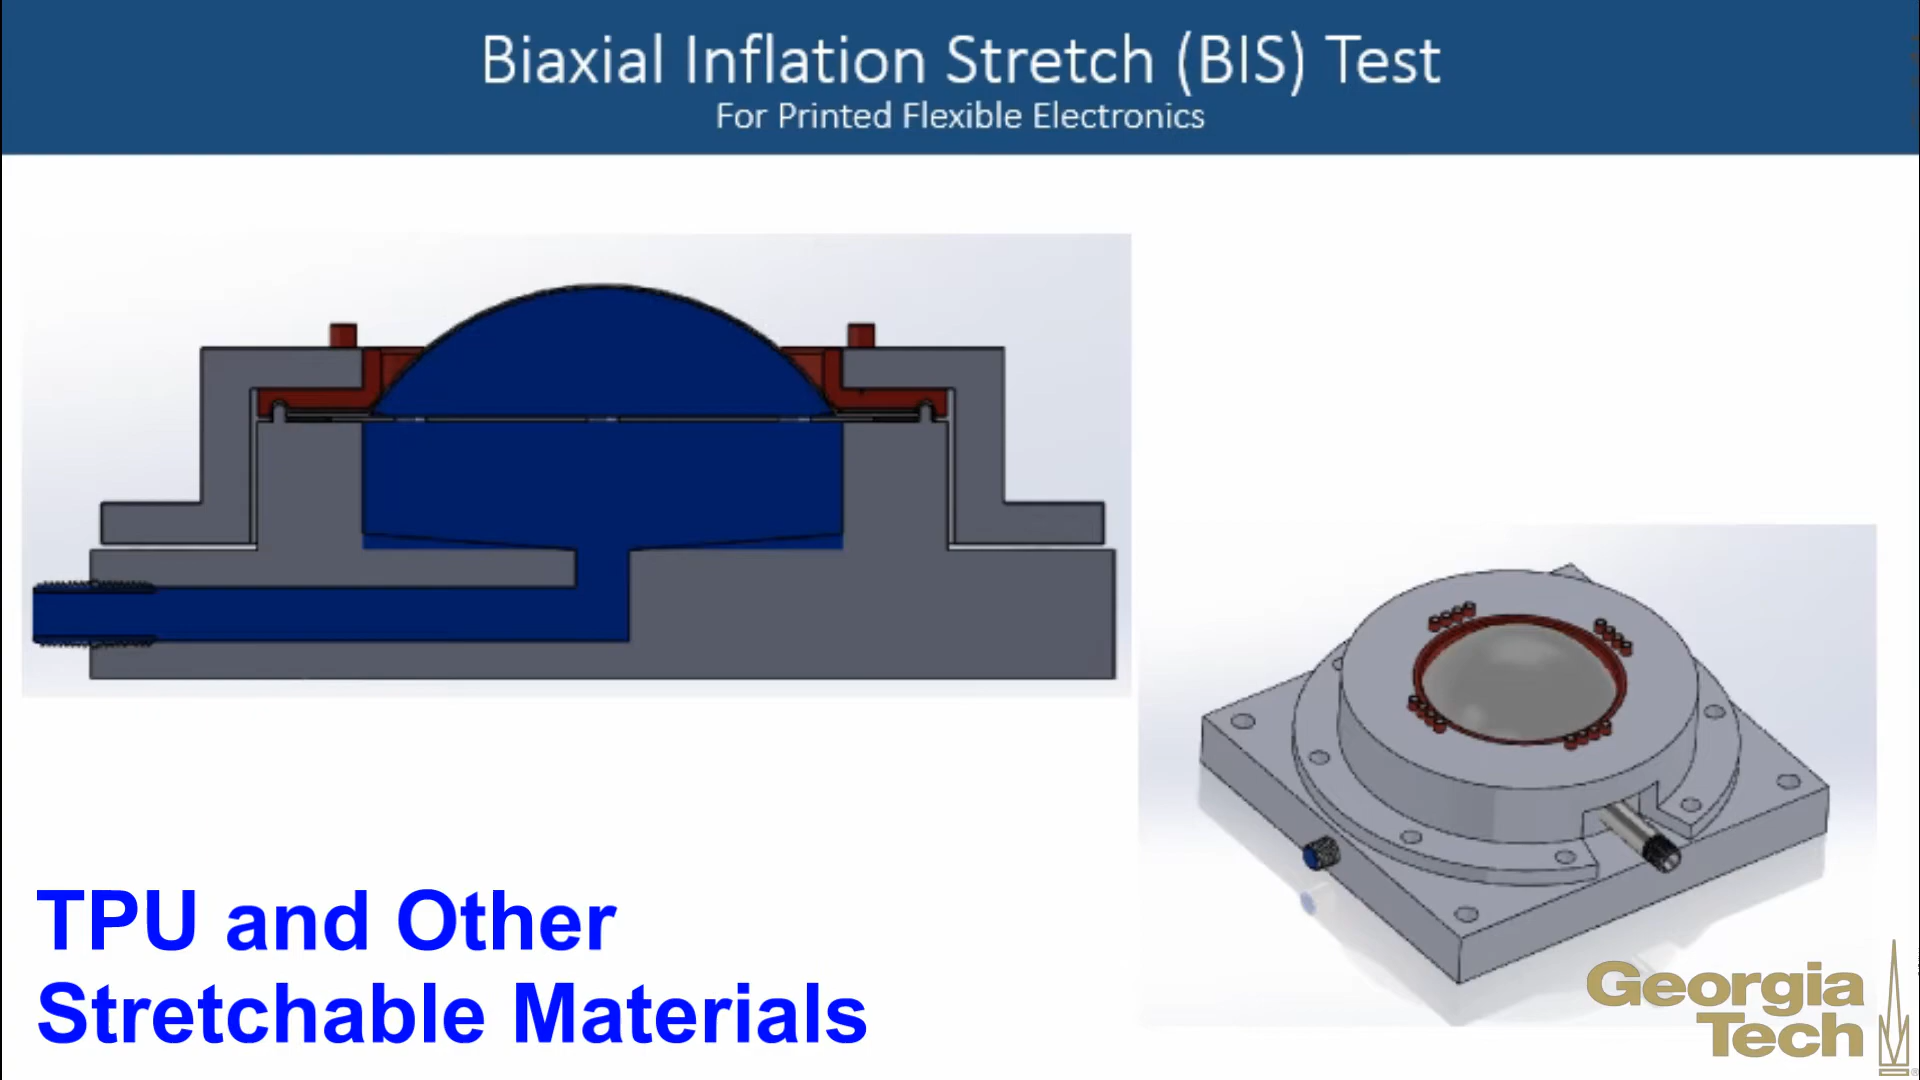 Biaxial Inflation Stretch (BIS) Test
For Printed Flexible Electronics
TPU and Other
Stretchable Materials
Georgia
Tech